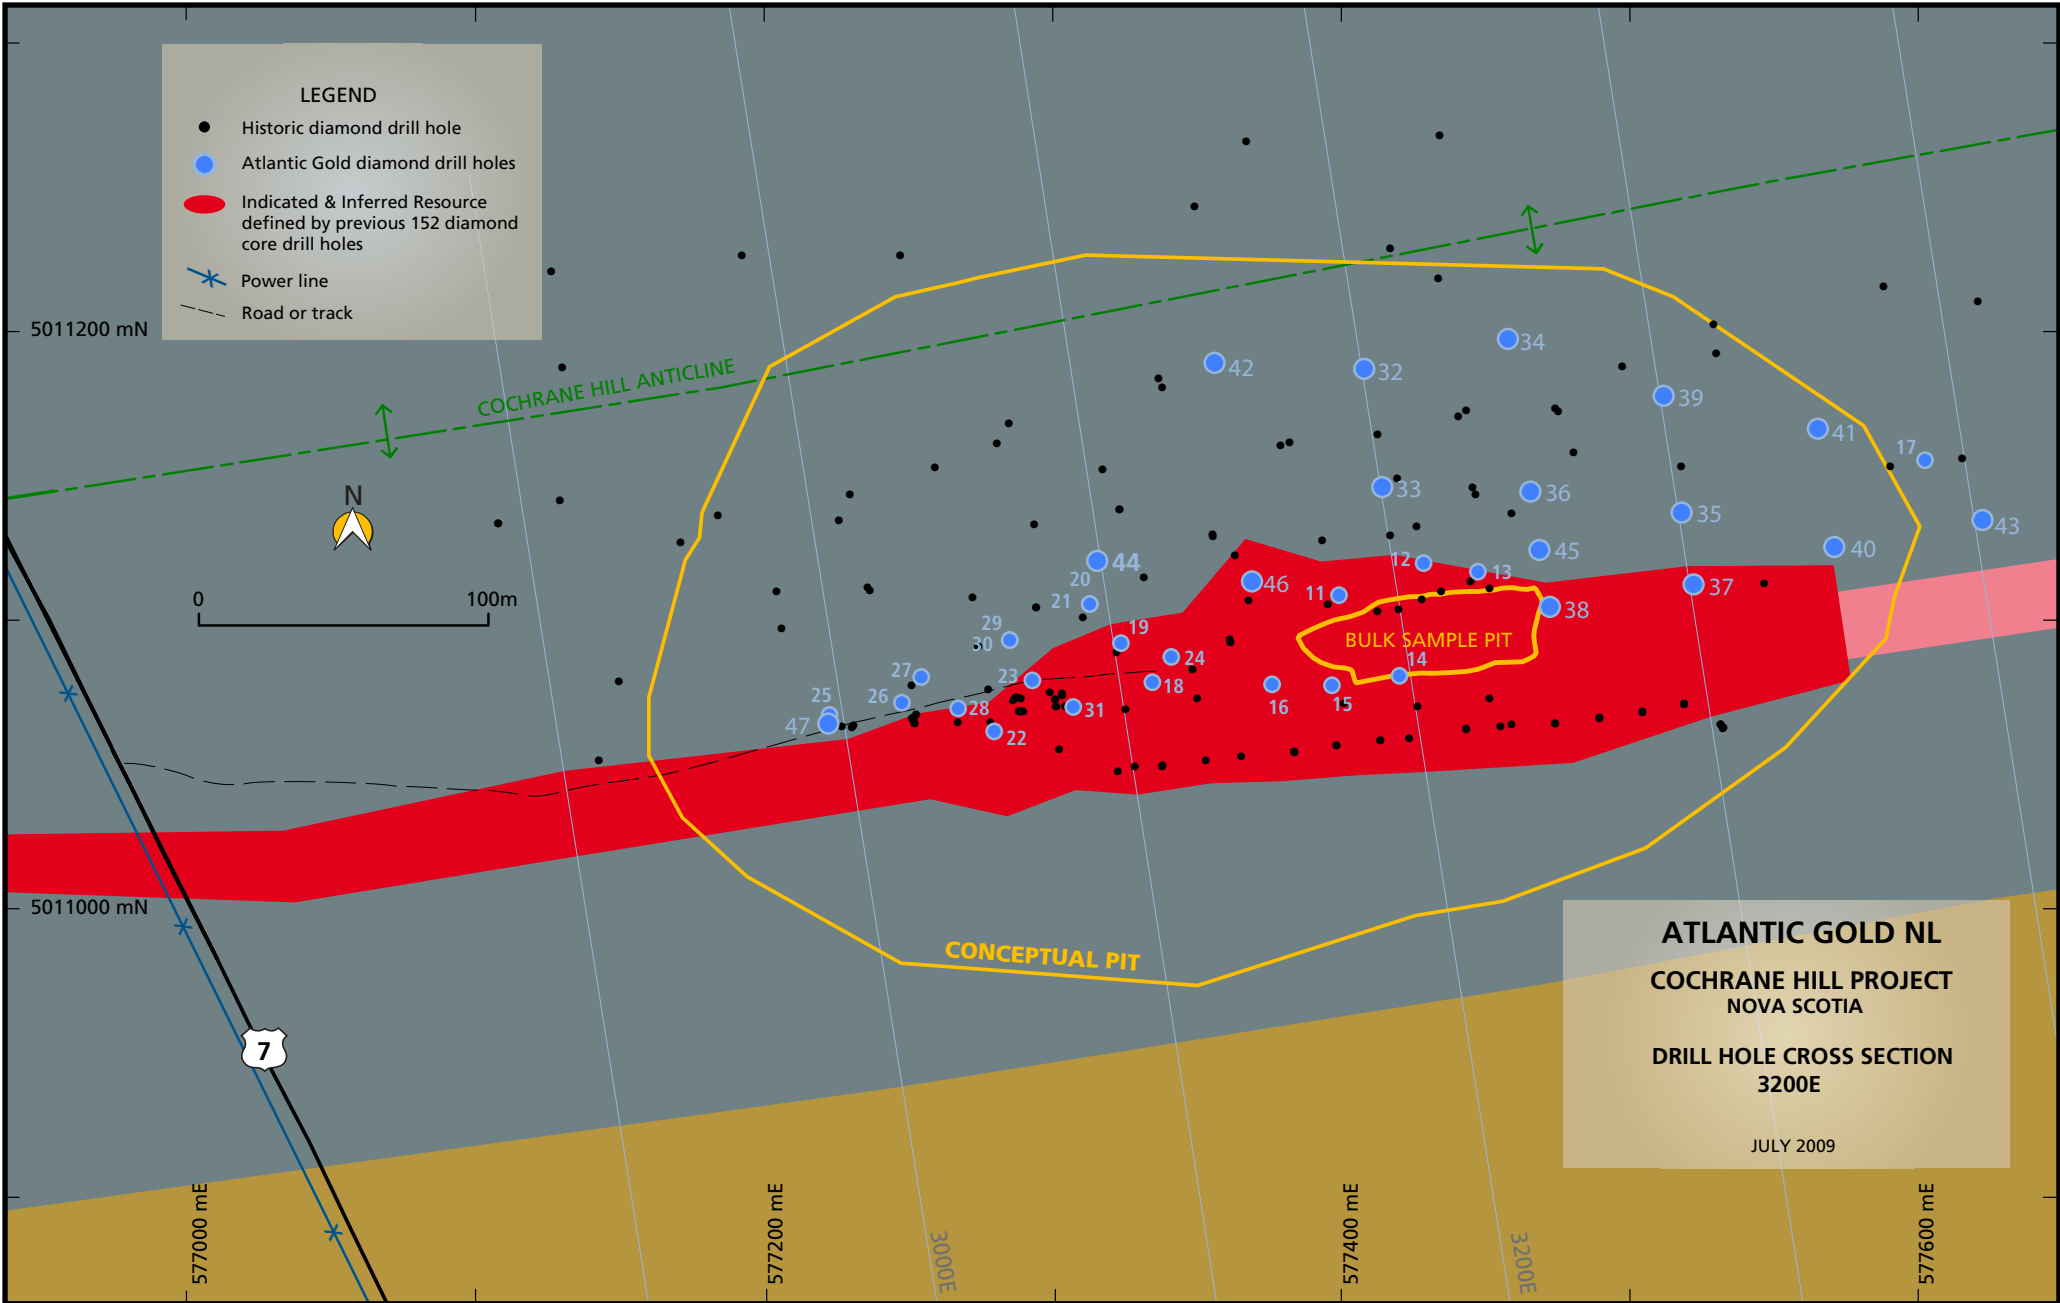 LEGEND
Historic diamond drill hole
Atlantic Gold diamond drill holes
Indicated & Inferred Resource
defined by previous 152 diamond
core drill holes
Power line
Road or track
5011200 mN
COCHRANE HILL ANTICLINE
34
42
32
39
41
17
N
33
36
35
43
0
100m
44
45
40
20
12
13
46
21
11
37
38
29
19
BULK SAMPLE PIT
30
24
14
27
23
18
25
26
28
31
16
15
47
22
5011000 mN
CONCEPTUAL PIT
7
ATLANTIC GOLD NL
COCHRANE HILL PROJECT
NOVA SCOTIA
DRILL HOLE CROSS SECTION
3200E
JULY 2009
577000 mE
577200 mE
3000E
577400 mE
3200E
577600 mE